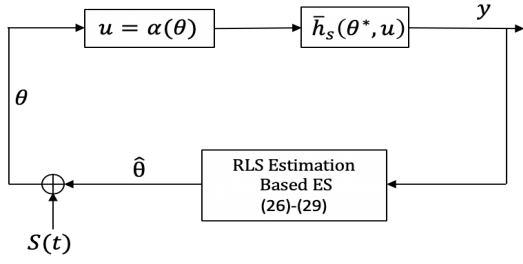 u = α(θ)
h̄ₛ(θ*, u)
y
θ
θ̂
RLS Estimation
Based ES
(26)-(29)
S(t)